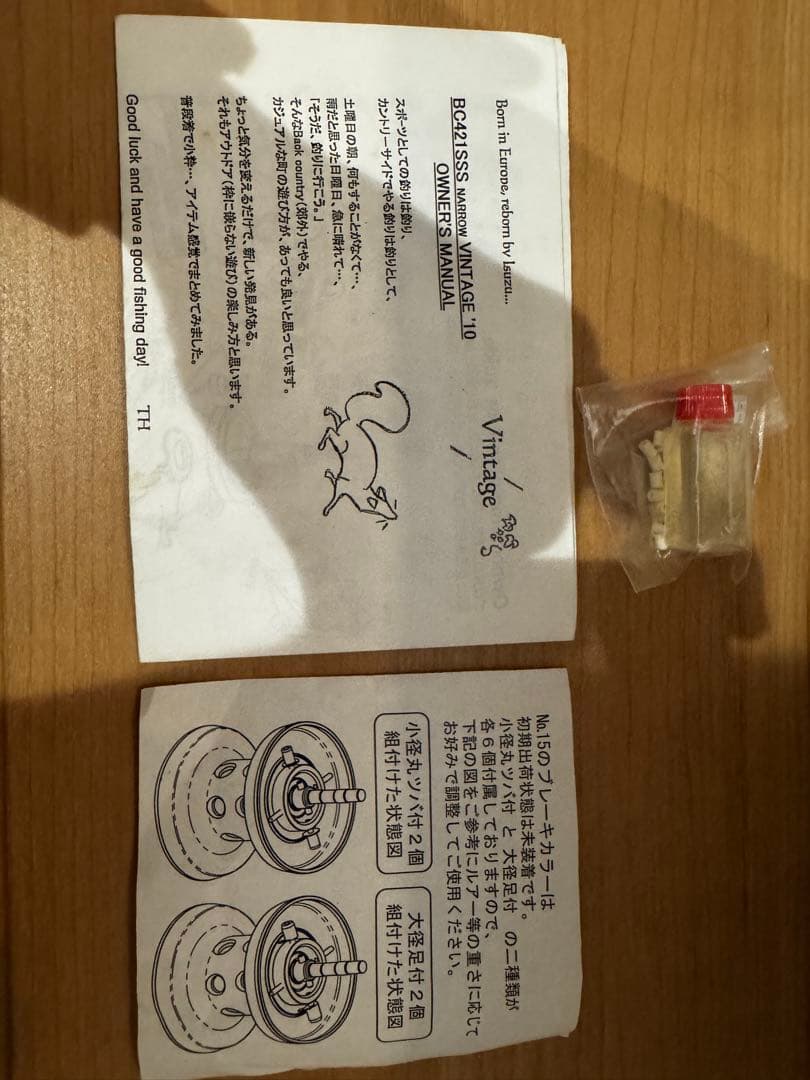 Born in Europe, reborn by Isuzu...
BC421SSS NARROW VINTAGE '10
OWNER'S MANUAL
Vintage
スポーツとしての釣りは釣り、
カントリーサイドでやる釣りは釣りとして、
土曜日の朝、何もすることがなくて…、
雨だと思った日曜日、急に晴れて…、
「そうだ、釣りに行こう。」
そんなBack country(郊外)でやる、
カジュアルな町の遊び方が、あっても良いと思っています。
ちょっと気分を変えるだけで、新しい発見がある。
それもアウトドア(枠に嵌らない遊び)の楽しみ方と思います。
普段着で小粋…、アイテム感覚でまとめてみました。
Good luck and have a good fishing day!
TH
No.15のブレーキカラーは
初期出荷状態は未装着です。
小径丸ツバ付 と 大径足付 の二種類が
各6個付属しておりますので、
下記の図をご参考にルアー等の重さに応じて
お好みで調整してご使用ください。
小径丸ツバ付2個
組付けた状態図
大径足付2個
組付けた状態図